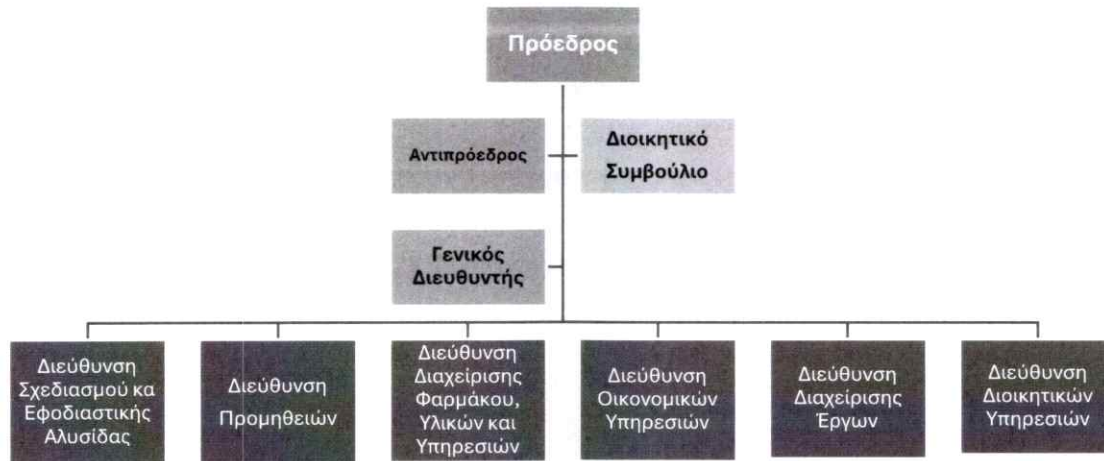 Πρόεδρος
Αντιπρόεδρος
Διοικητικό
Συμβούλιο
Γενικός
Διευθυντής
Διεύθυνση
Σχεδιασμού κα
Εφοδιαστικής
Αλυσίδας
Διεύθυνση
Προμηθειών
Διεύθυνση
Διαχείρισης
Φαρμάκου,
Υλικών και
Υπηρεσιών
Διεύθυνση
Οικονομικών
Υπηρεσιών
Διεύθυνση
Διαχείρισης
Έργων
Διεύθυνση
Διοικητικών
Υπηρεσιών